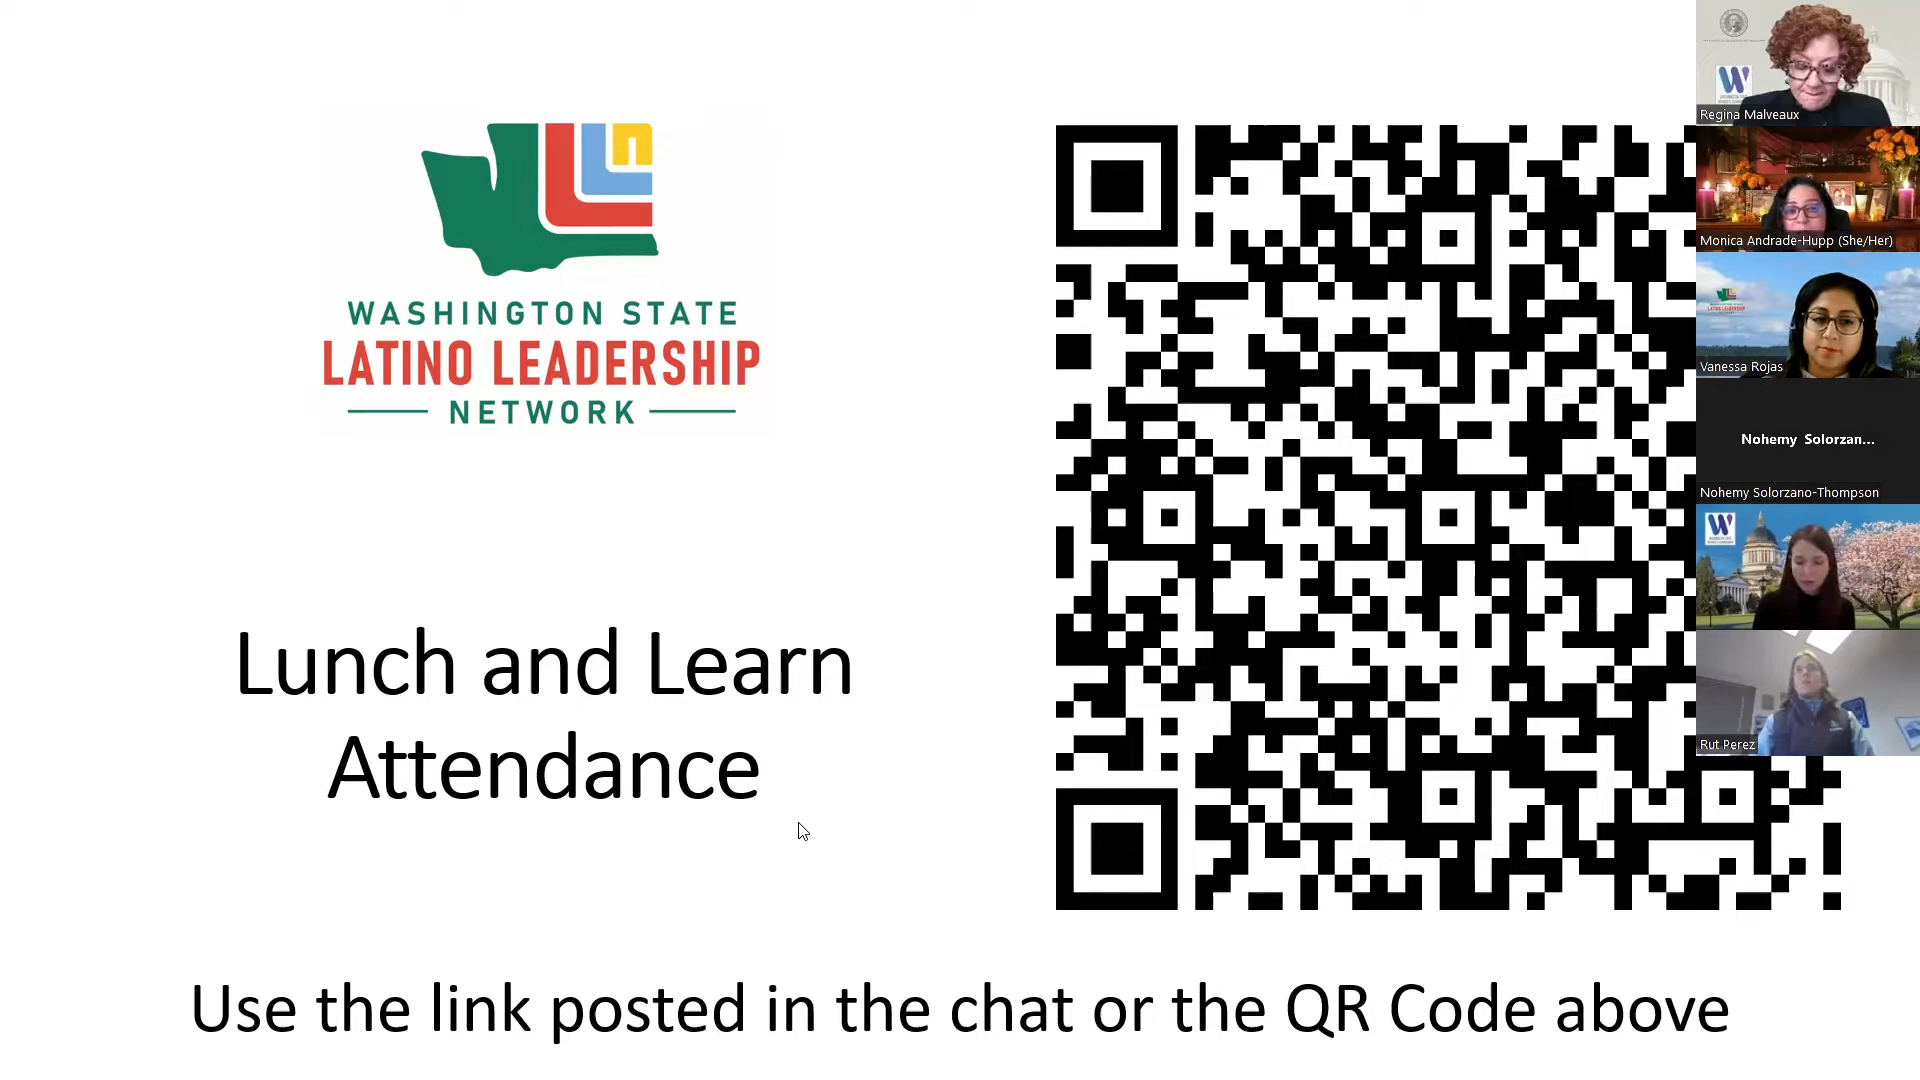 WASHINGTON STATE
LATINO LEADERSHIP
NETWORK
Lunch and Learn
Attendance
Use the link posted in the chat or the QR Code above
Regina Malveaux
Monica Andrade-Hupp (She/Her)
Vanessa Rojas
Nohemy Solorzan...
Nohemy Solorzano-Thompson
Rut Perez